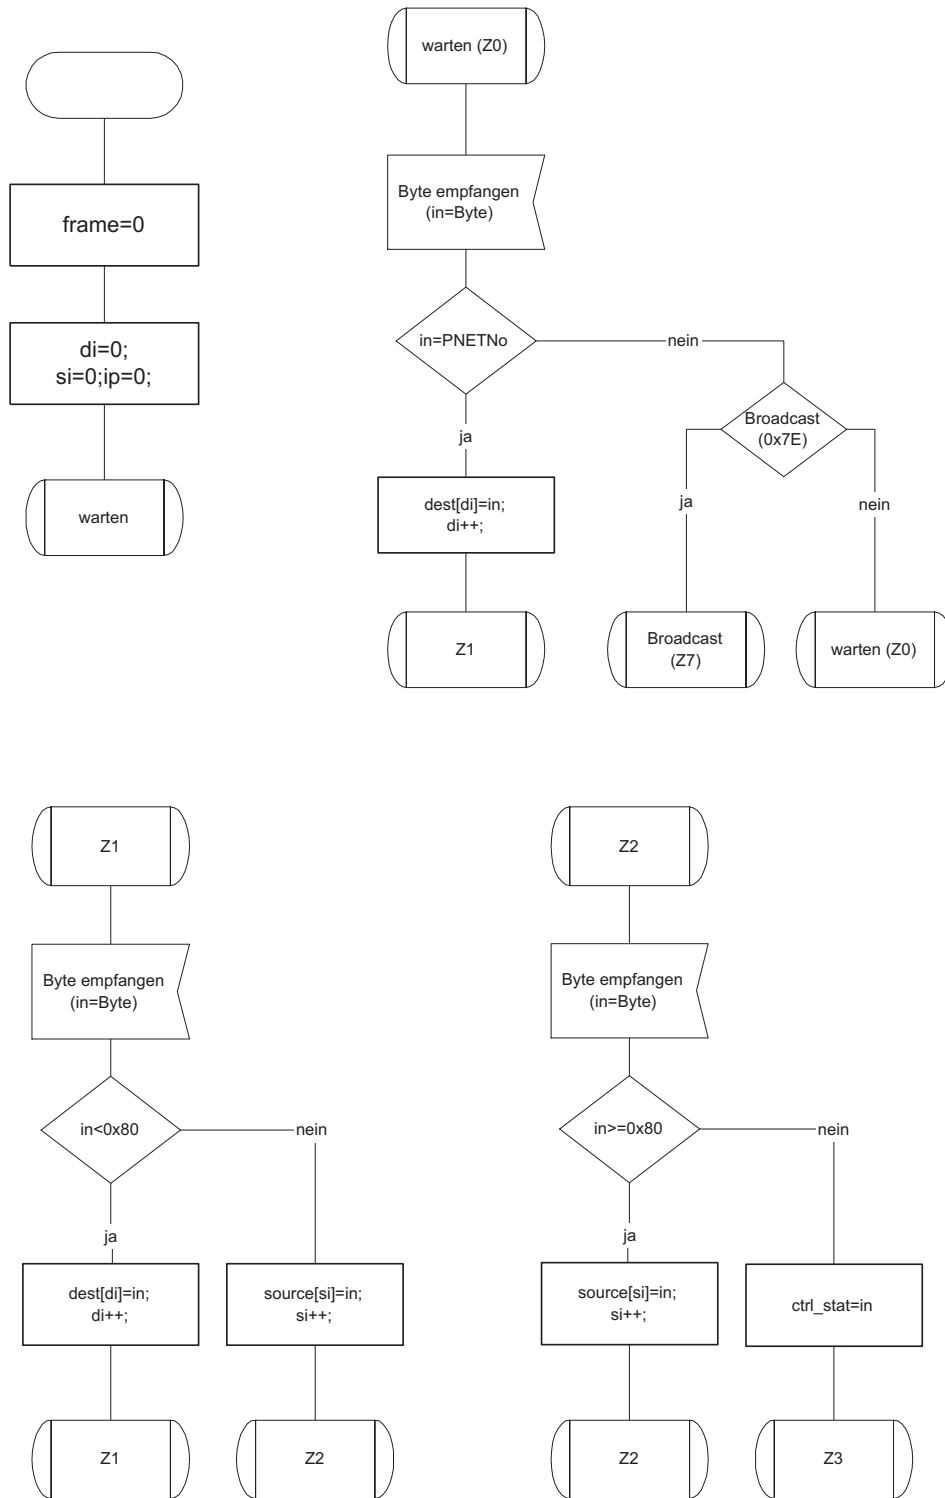 frame=0
di=0;
si=0;ip=0;
warten
warten (Z0)
Byte empfangen
(in=Byte)
in=PNETNo
nein
ja
Broadcast
(0x7E)
ja
nein
dest[di]=in;
di++;
Z1
Broadcast
(Z7)
warten (Z0)
Z1
Byte empfangen
(in=Byte)
in<0x80
nein
ja
dest[di]=in;
di++;
source[si]=in;
si++;
Z1
Z2
Z2
Byte empfangen
(in=Byte)
in>=0x80
nein
ja
source[si]=in;
si++;
ctrl_stat=in
Z2
Z3